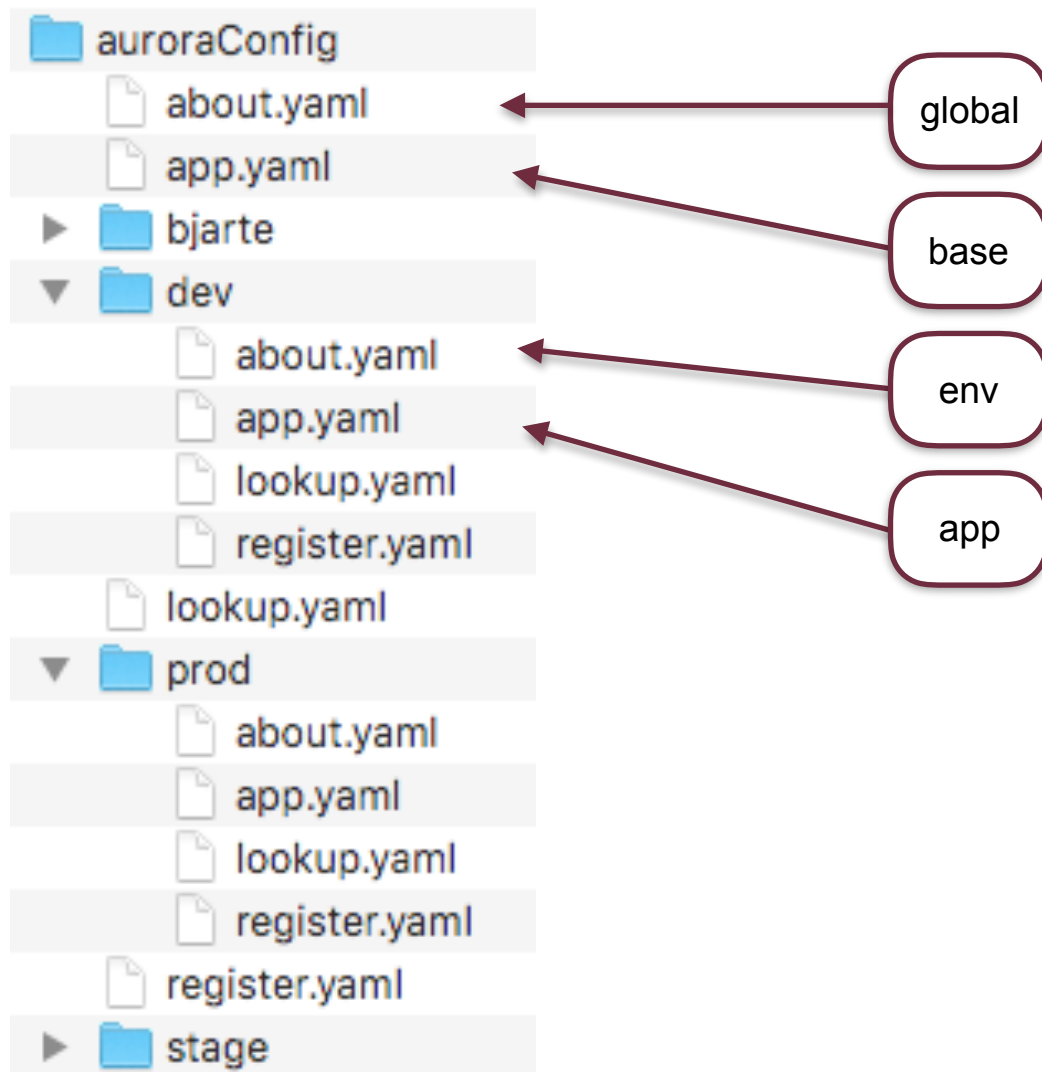 auroraConfig
about.yaml
global
app.yaml
base
bjarte
dev
about.yaml
env
app.yaml
app
lookup.yaml
register.yaml
lookup.yaml
prod
about.yaml
app.yaml
lookup.yaml
register.yaml
register.yaml
stage